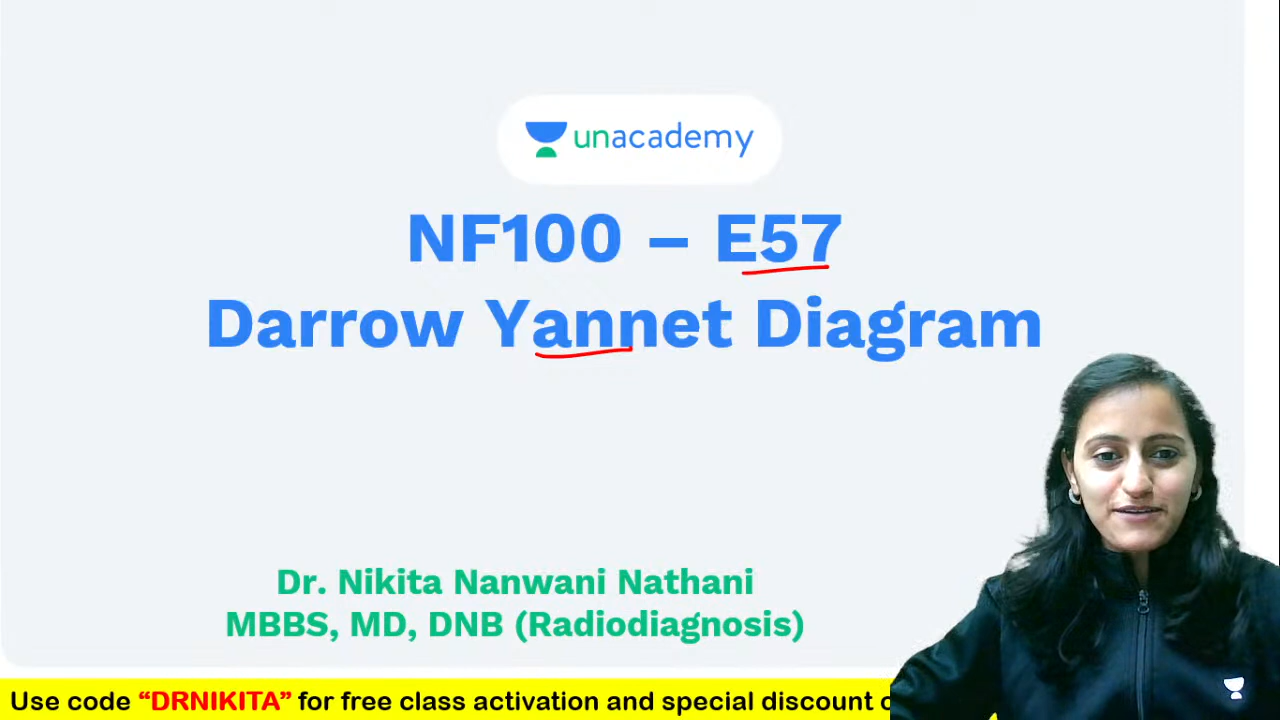 unacademy
NF100 – E57
Darrow Yannet Diagram
Dr. Nikita Nanwani Nathani
MBBS, MD, DNB (Radiodiagnosis)
Use code “DRNIKITA” for free class activation and special discount